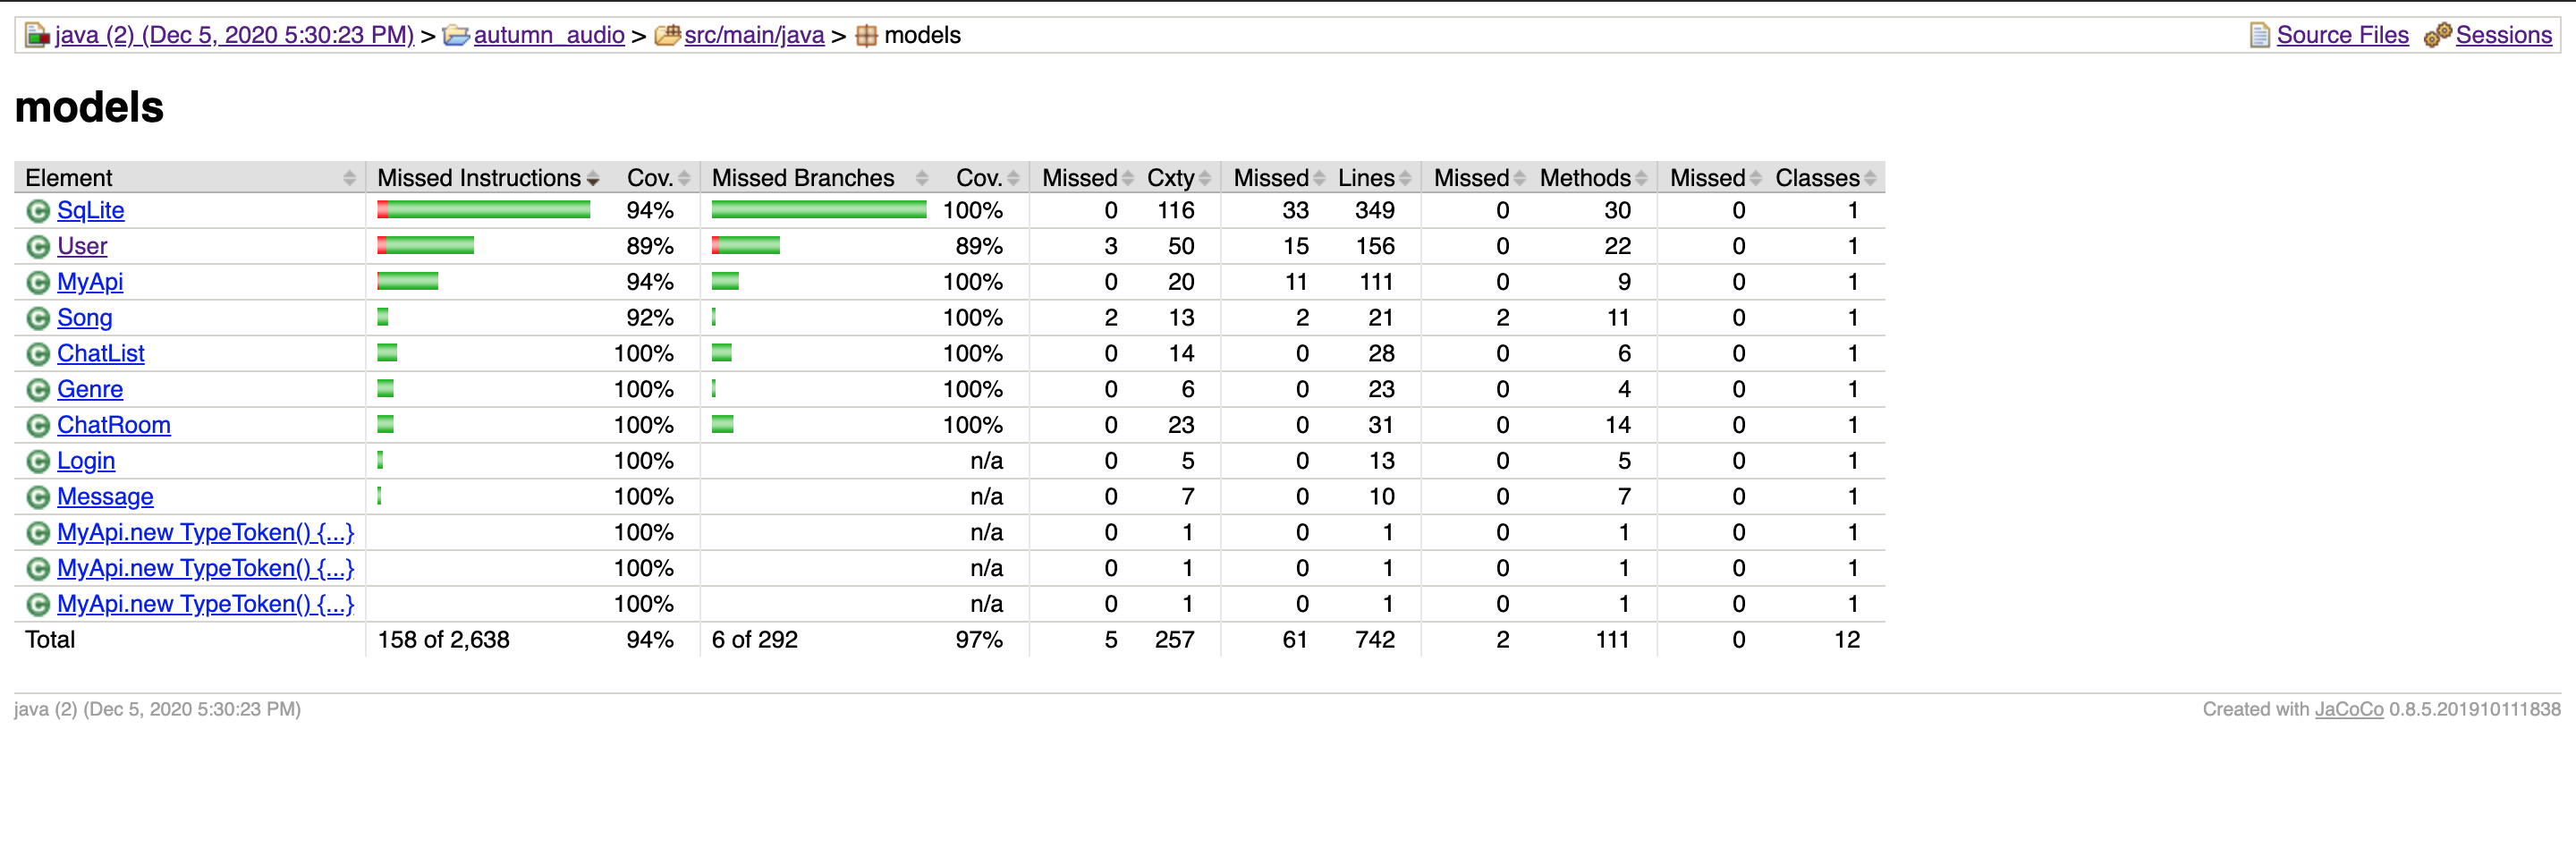 java (2) (Dec 5, 2020 5:30:23 PM) > autumn_audio > src/main/java > models Source Files Sessions
models
Element Missed Instructions Cov. Missed Branches Cov. Missed Cxty Missed Lines Missed Methods Missed Classes
SqLite 94% 100% 0 116 33 349 0 30 0 1
User 89% 89% 3 50 15 156 0 22 0 1
MyApi 94% 100% 0 20 11 111 0 9 0 1
Song 92% 100% 2 13 2 21 2 11 0 1
ChatList 100% 100% 0 14 0 28 0 6 0 1
Genre 100% 100% 0 6 0 23 0 4 0 1
ChatRoom 100% 100% 0 23 0 31 0 14 0 1
Login 100% n/a 0 5 0 13 0 5 0 1
Message 100% n/a 0 7 0 10 0 7 0 1
MyApi.new TypeToken() {...} 100% n/a 0 1 0 1 0 1 0 1
MyApi.new TypeToken() {...} 100% n/a 0 1 0 1 0 1 0 1
MyApi.new TypeToken() {...} 100% n/a 0 1 0 1 0 1 0 1
Total 158 of 2,638 94% 6 of 292 97% 5 257 61 742 2 111 0 12
java (2) (Dec 5, 2020 5:30:23 PM) Created with JaCoCo 0.8.5.201910111838